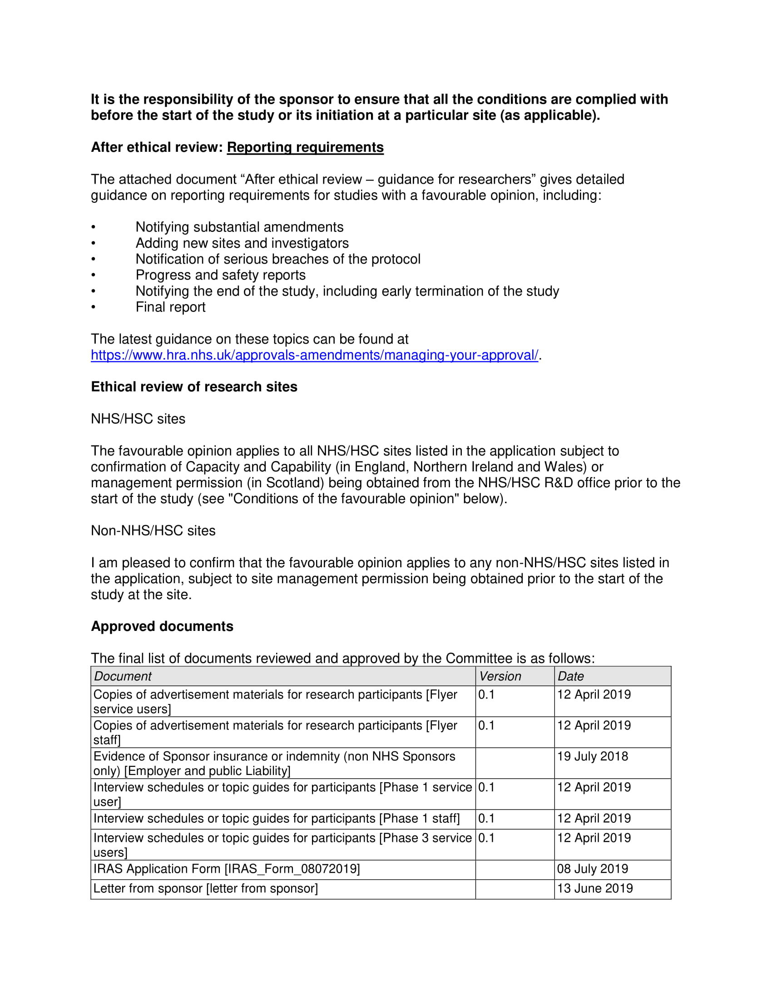 It is the responsibility of the sponsor to ensure that all the conditions are complied with
before the start of the study or its initiation at a particular site (as applicable).
After ethical review: Reporting requirements
The attached document “After ethical review – guidance for researchers” gives detailed
guidance on reporting requirements for studies with a favourable opinion, including:
• Notifying substantial amendments
• Adding new sites and investigators
• Notification of serious breaches of the protocol
• Progress and safety reports
• Notifying the end of the study, including early termination of the study
• Final report
The latest guidance on these topics can be found at
https://www.hra.nhs.uk/approvals-amendments/managing-your-approval/.
Ethical review of research sites
NHS/HSC sites
The favourable opinion applies to all NHS/HSC sites listed in the application subject to
confirmation of Capacity and Capability (in England, Northern Ireland and Wales) or
management permission (in Scotland) being obtained from the NHS/HSC R&D office prior to the
start of the study (see "Conditions of the favourable opinion" below).
Non-NHS/HSC sites
I am pleased to confirm that the favourable opinion applies to any non-NHS/HSC sites listed in
the application, subject to site management permission being obtained prior to the start of the
study at the site.
Approved documents
The final list of documents reviewed and approved by the Committee is as follows:
Document Version Date
Copies of advertisement materials for research participants [Flyer 0.1 12 April 2019
service users]
Copies of advertisement materials for research participants [Flyer 0.1 12 April 2019
staff]
Evidence of Sponsor insurance or indemnity (non NHS Sponsors 19 July 2018
only) [Employer and public Liability]
Interview schedules or topic guides for participants [Phase 1 service 0.1 12 April 2019
user]
Interview schedules or topic guides for participants [Phase 1 staff] 0.1 12 April 2019
Interview schedules or topic guides for participants [Phase 3 service 0.1 12 April 2019
users]
IRAS Application Form [IRAS_Form_08072019] 08 July 2019
Letter from sponsor [letter from sponsor] 13 June 2019